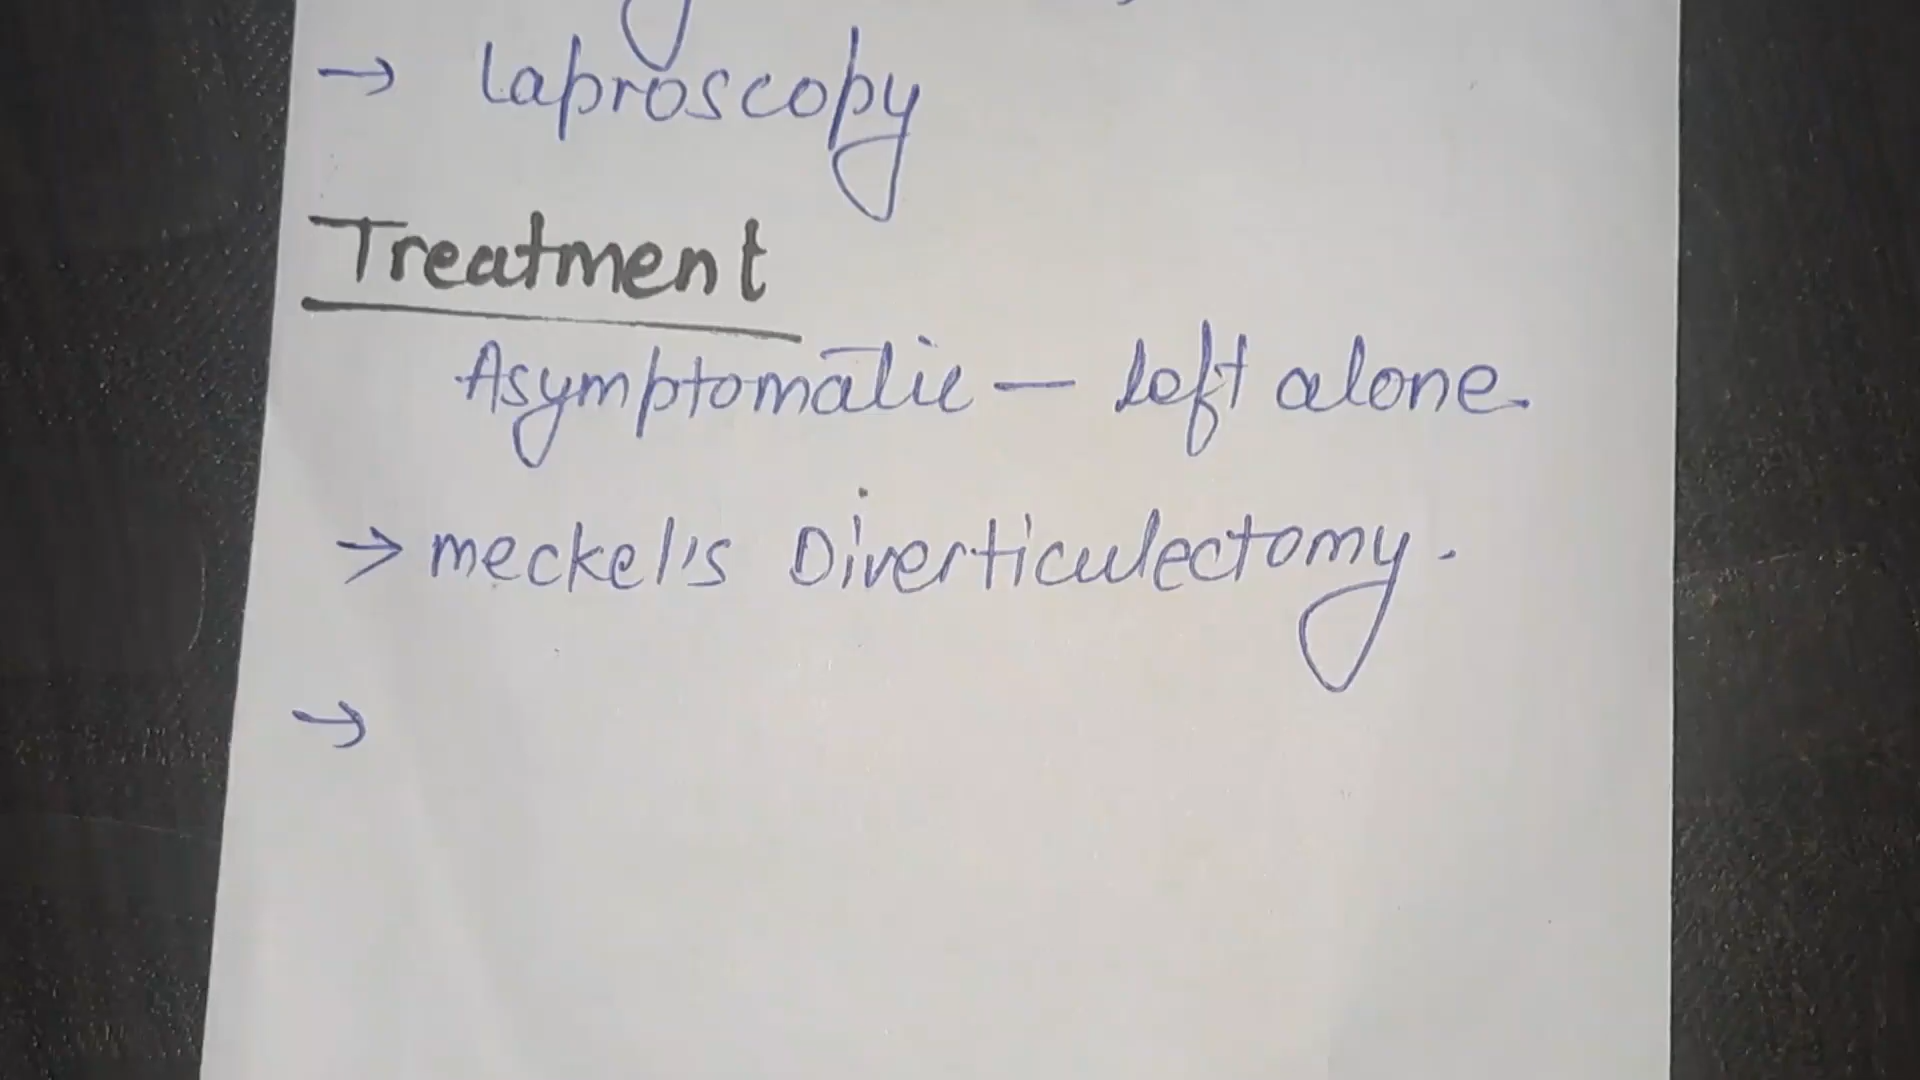 → laproscopy
Treatment
Asymptomatic — left alone.
→ meckel's Diverticulectomy.
→